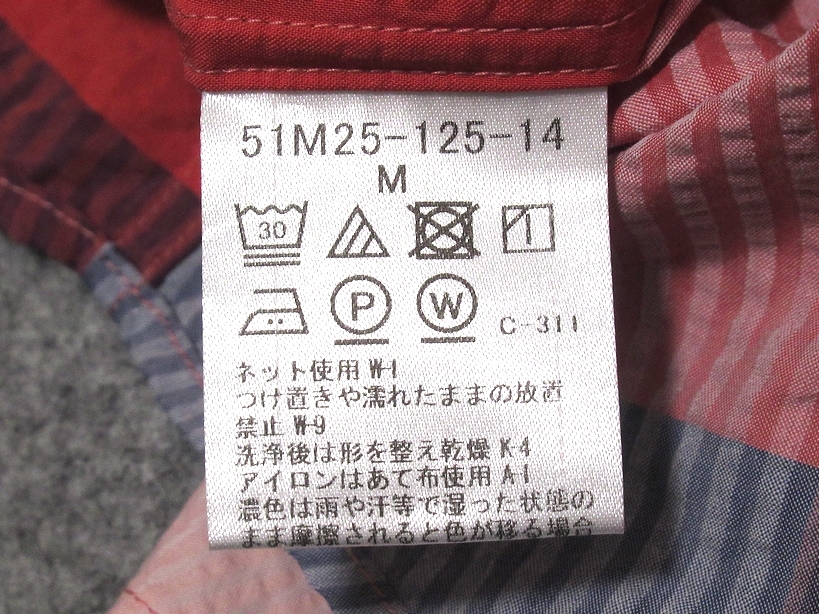 51M25-125-14
M
30
P W C-311
ネット使用 W-1
つけ置きや濡れたままの放置
禁止 W-9
洗浄後は形を整え乾燥 K-4
アイロンはあて布使用 A-1
濃色は雨や汗等で湿った状態の
まま摩擦されると色が移る場合